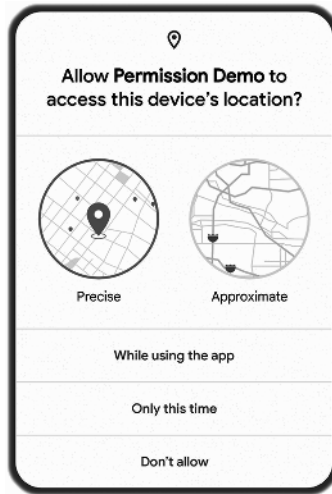 Allow Permission Demo to
access this device's location?
Precise
Approximate
While using the app
Only this time
Don't allow